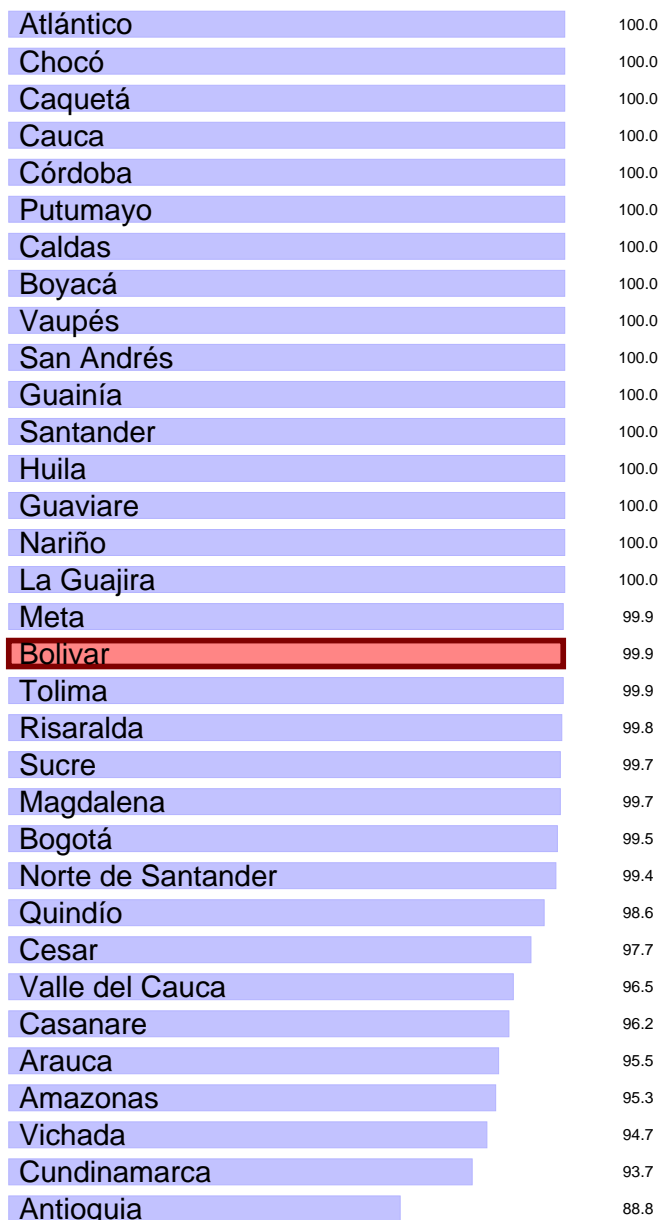 Atlántico 100.0
Chocó 100.0
Caquetá 100.0
Cauca 100.0
Córdoba 100.0
Putumayo 100.0
Caldas 100.0
Boyacá 100.0
Vaupés 100.0
San Andrés 100.0
Guainía 100.0
Santander 100.0
Huila 100.0
Guaviare 100.0
Nariño 100.0
La Guajira 100.0
Meta 99.9
Bolivar 99.9
Tolima 99.9
Risaralda 99.8
Sucre 99.7
Magdalena 99.7
Bogotá 99.5
Norte de Santander 99.4
Quindío 98.6
Cesar 97.7
Valle del Cauca 96.5
Casanare 96.2
Arauca 95.5
Amazonas 95.3
Vichada 94.7
Cundinamarca 93.7
Antioquia 88.8